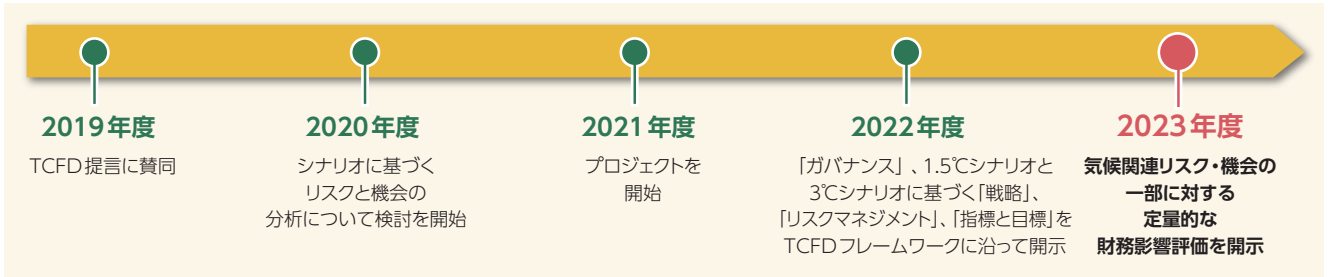 2019年度
TCFD提言に賛同
2020年度
シナリオに基づく
リスクと機会の
分析について検討を開始
2021年度
プロジェクトを
開始
2022年度
「ガバナンス」、1.5℃シナリオと
3℃シナリオに基づく「戦略」、
「リスクマネジメント」、「指標と目標」を
TCFDフレームワークに沿って開示
2023年度
気候関連リスク・機会の
一部に対する
定量的な
財務影響評価を開示